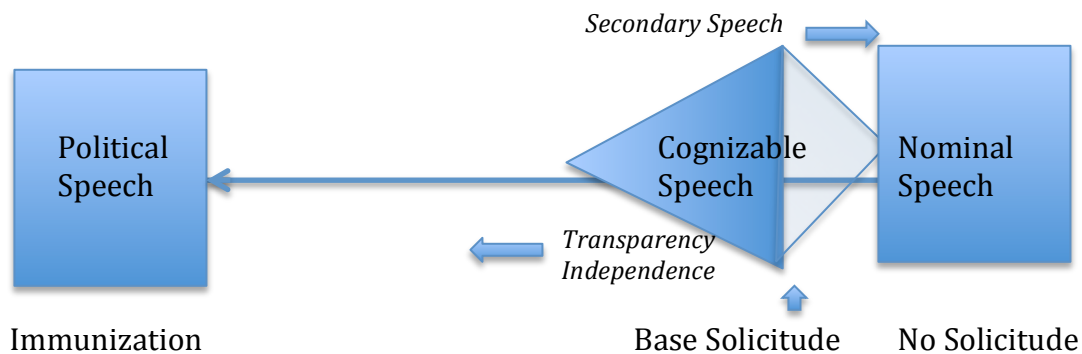 Secondary Speech
Political
Speech
Cognizable
Speech
Nominal
Speech
Transparency
Independence
Immunization
Base Solicitude
No Solicitude